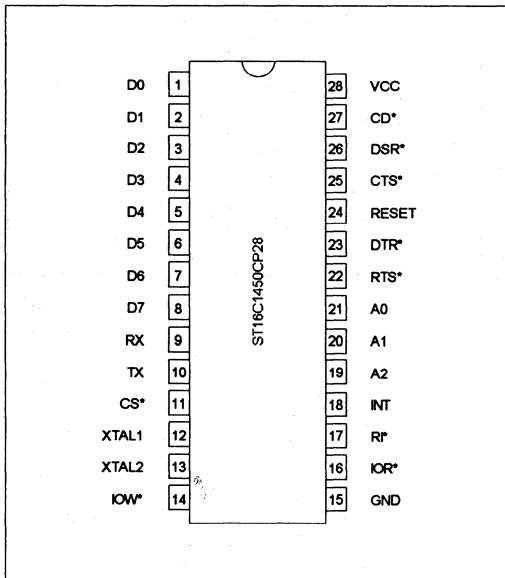 D0 1 28 VCC
D1 2 27 CD*
D2 3 26 DSR*
D3 4 25 CTS*
D4 5 24 RESET
D5 6 23 DTR*
D6 7 22 RTS*
D7 8 21 A0
RX 9 20 A1
TX 10 19 A2
CS* 11 18 INT
XTAL1 12 17 RI*
XTAL2 13 16 IOR*
IOW* 14 15 GND
ST16C1450CP28